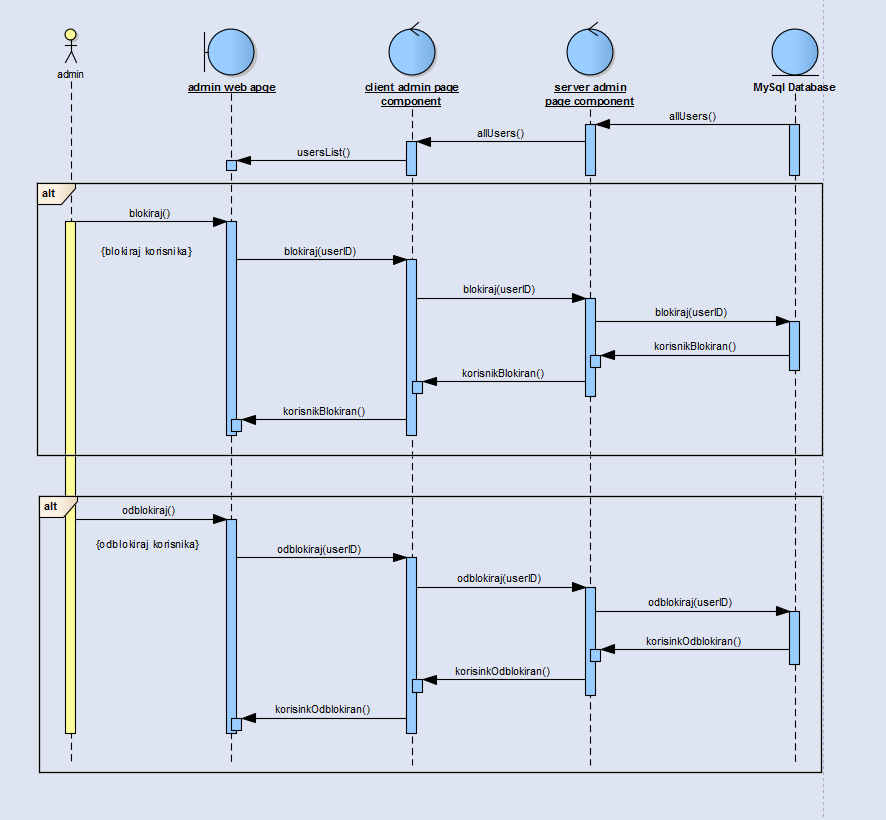 admin
admin web apge
client admin page
component
server admin
page component
MySql Database
allUsers()
allUsers()
usersList()
alt
blokiraj()
{blokiraj korisnika}
blokiraj(userID)
blokiraj(userID)
blokiraj(userID)
korisnikBlokiran()
korisnikBlokiran()
korisnikBlokiran()
alt
odblokiraj()
{odblokiraj korisnika}
odblokiraj(userID)
odblokiraj(userID)
odblokiraj(userID)
korisinkOdblokiran()
korisinkOdblokiran()
korisinkOdblokiran()